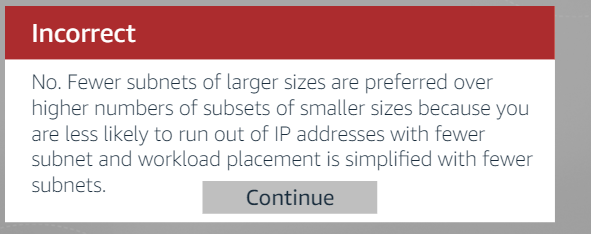 Incorrect
No. Fewer subnets of larger sizes are preferred over
higher numbers of subsets of smaller sizes because you
are less likely to run out of IP addresses with fewer
subnet and workload placement is simplified with fewer
subnets.
Continue